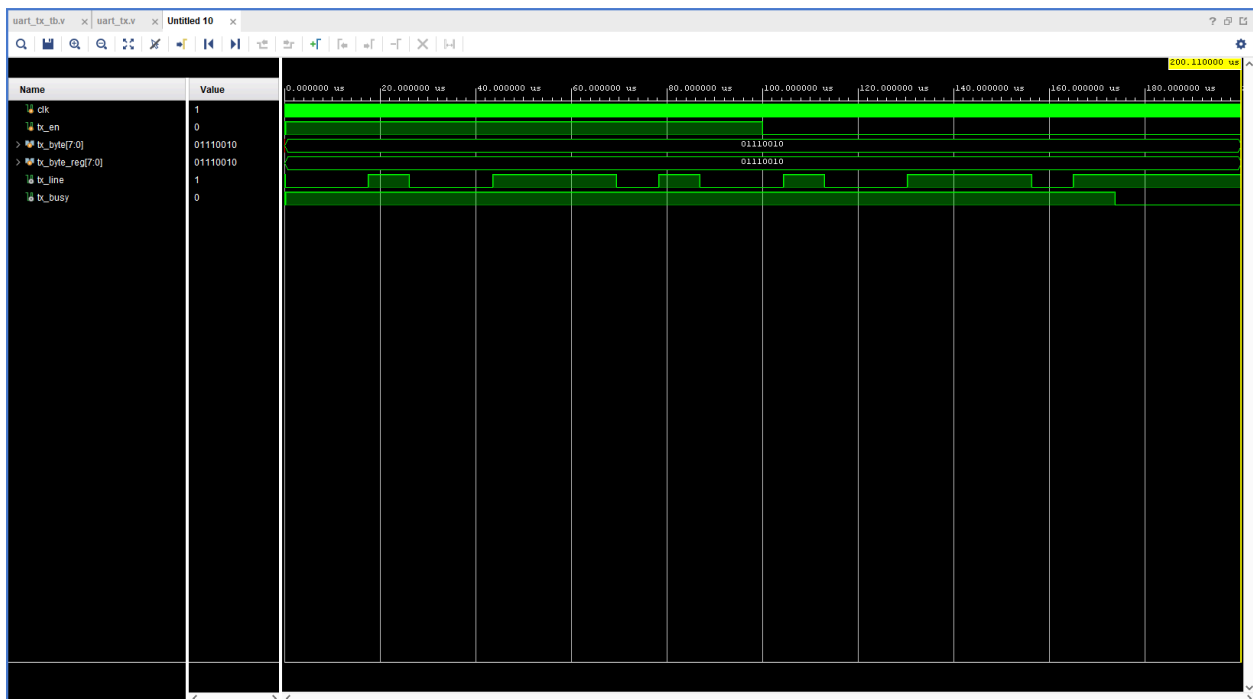 uart_tx_tb.v × uart_tx.v × Untitled 10 ×
200.110000 us
Name Value
0.000000 us 20.000000 us 40.000000 us 60.000000 us 80.000000 us 100.000000 us 120.000000 us 140.000000 us 160.000000 us 180.000000 us
clk 1
tx_en 0
tx_byte[7:0] 01110010 01110010
tx_byte_reg[7:0] 01110010 01110010
tx_line 1
tx_busy 0